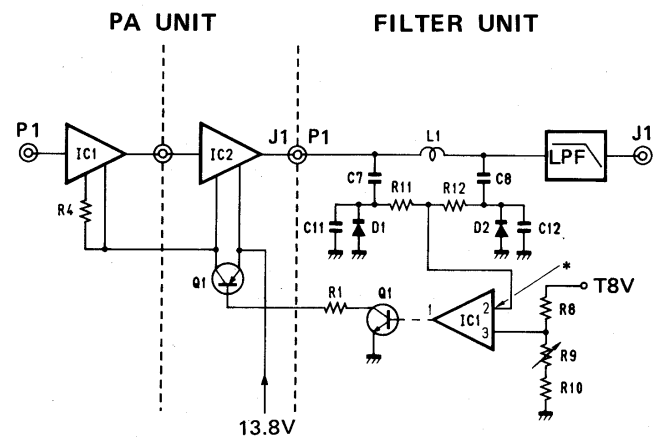 PA UNIT
FILTER UNIT
P1
IC1
IC2
J1
P1
L1
LPF
J1
R4
C7
R11
R12
C8
C11
D1
D2
C12
Q1
R1
Q1
1
IC1
2
3
*
T8V
R8
R9
R10
13.8V